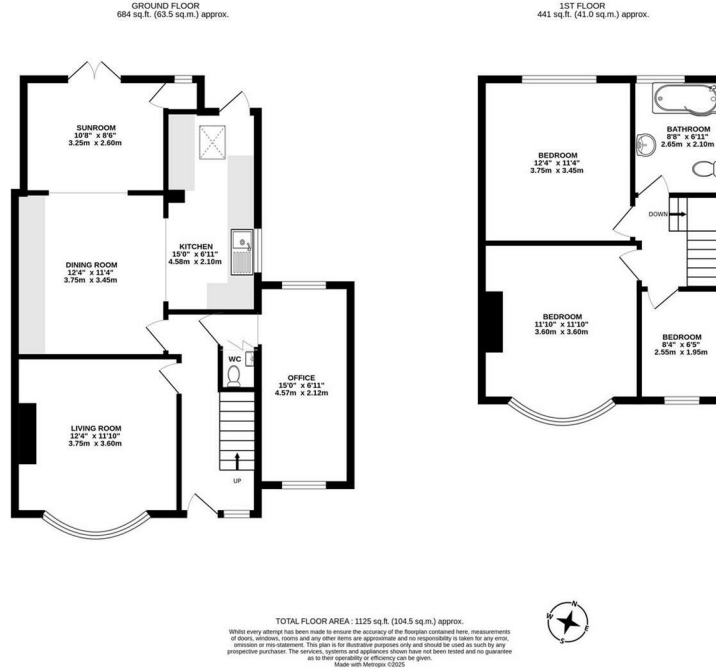 GROUND FLOOR
684 sq.ft. (63.5 sq.m.) approx.
1ST FLOOR
441 sq.ft. (41.0 sq.m.) approx.
SUNROOM
10'8" x 8'6"
3.25m x 2.60m
KITCHEN
15'0" x 6'11"
4.58m x 2.10m
DINING ROOM
12'4" x 11'4"
3.75m x 3.45m
WC
OFFICE
15'0" x 6'11"
4.57m x 2.12m
LIVING ROOM
12'4" x 11'10"
3.75m x 3.60m
UP
BEDROOM
12'4" x 11'4"
3.75m x 3.45m
BATHROOM
8'8" x 6'11"
2.65m x 2.10m
DOWN
BEDROOM
11'10" x 11'10"
3.60m x 3.60m
BEDROOM
8'4" x 6'5"
2.55m x 1.95m
N
W
E
S
TOTAL FLOOR AREA : 1125 sq.ft. (104.5 sq.m.) approx.
Whilst every attempt has been made to ensure the accuracy of the floorplan contained here, measurements
of doors, windows, rooms and any other items are approximate and no responsibility is taken for any error,
omission or mis-statement. This plan is for illustrative purposes only and should be used as such by any
prospective purchaser. The services, systems and appliances shown have not been tested and no guarantee
as to their operability or efficiency can be given.
Made with Metropix ©2025